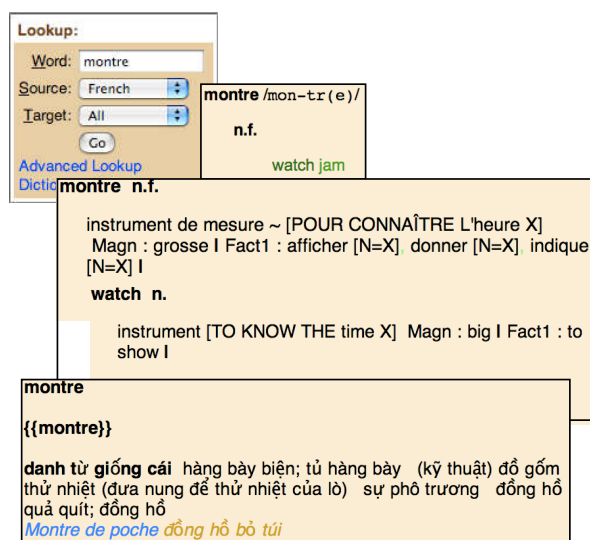 Lookup:
Word: montre
Source: French
Target: All
Go
Advanced Lookup
Dictio
montre /mon-tr(e)/
n.f.
watch jam
montre n.f.
instrument de mesure ~ [POUR CONNAÎTRE L'heure X]
Magn : grosse I Fact1 : afficher [N=X], donner [N=X], indique
[N=X] I
watch n.
instrument [TO KNOW THE time X] Magn : big I Fact1 : to
show I
montre
{{montre}}
danh từ giống cái hàng bày biện; tủ hàng bày (kỹ thuật) đồ gốm
thử nhiệt (đưa nung để thử nhiệt của lò) sự phô trương đồng hồ
quả quít; đồng hồ
Montre de poche đồng hồ bỏ túi